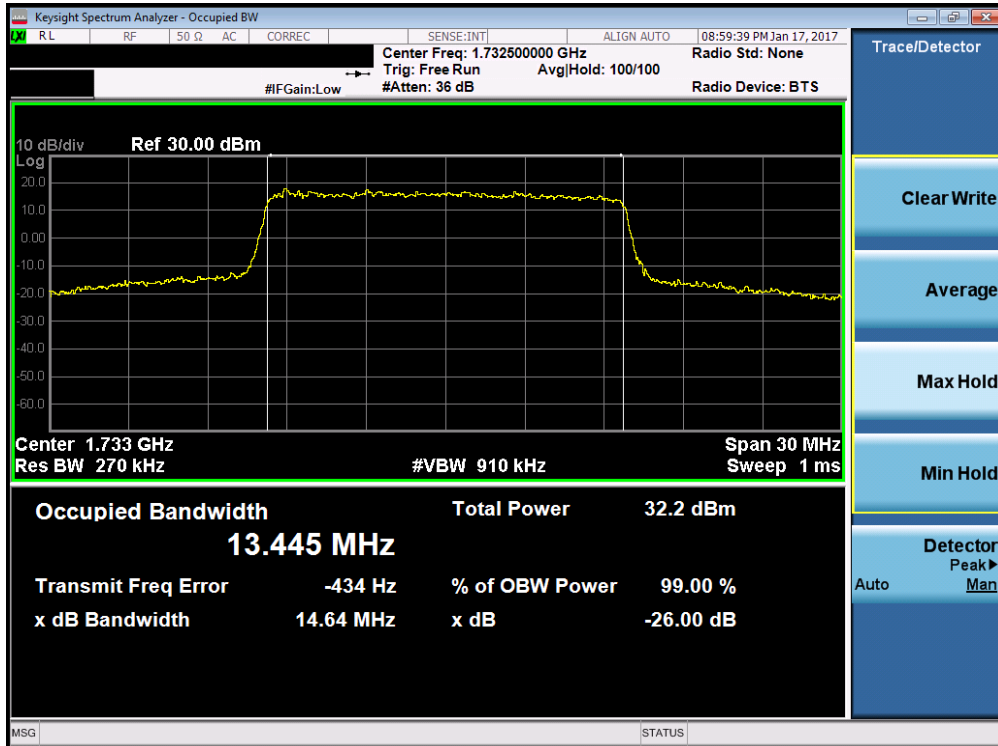 Keysight Spectrum Analyzer - Occupied BW
LXI RL RF 50 Ω AC CORREC SENSE:INT ALIGN AUTO 08:59:39 PM Jan 17, 2017
Center Freq: 1.732500000 GHz Radio Std: None
Trig: Free Run Avg|Hold: 100/100
#IFGain:Low #Atten: 36 dB Radio Device: BTS
10 dB/div Ref 30.00 dBm
Log
20.0
10.0
0.00
-10.0
-20.0
-30.0
-40.0
-50.0
-60.0
Center 1.733 GHz Span 30 MHz
Res BW 270 kHz #VBW 910 kHz Sweep 1 ms
Occupied Bandwidth Total Power 32.2 dBm
13.445 MHz
Transmit Freq Error -434 Hz % of OBW Power 99.00 %
x dB Bandwidth 14.64 MHz x dB -26.00 dB
MSG STATUS
Trace/Detector
Clear Write
Average
Max Hold
Min Hold
Detector
Peak▶
Auto Man